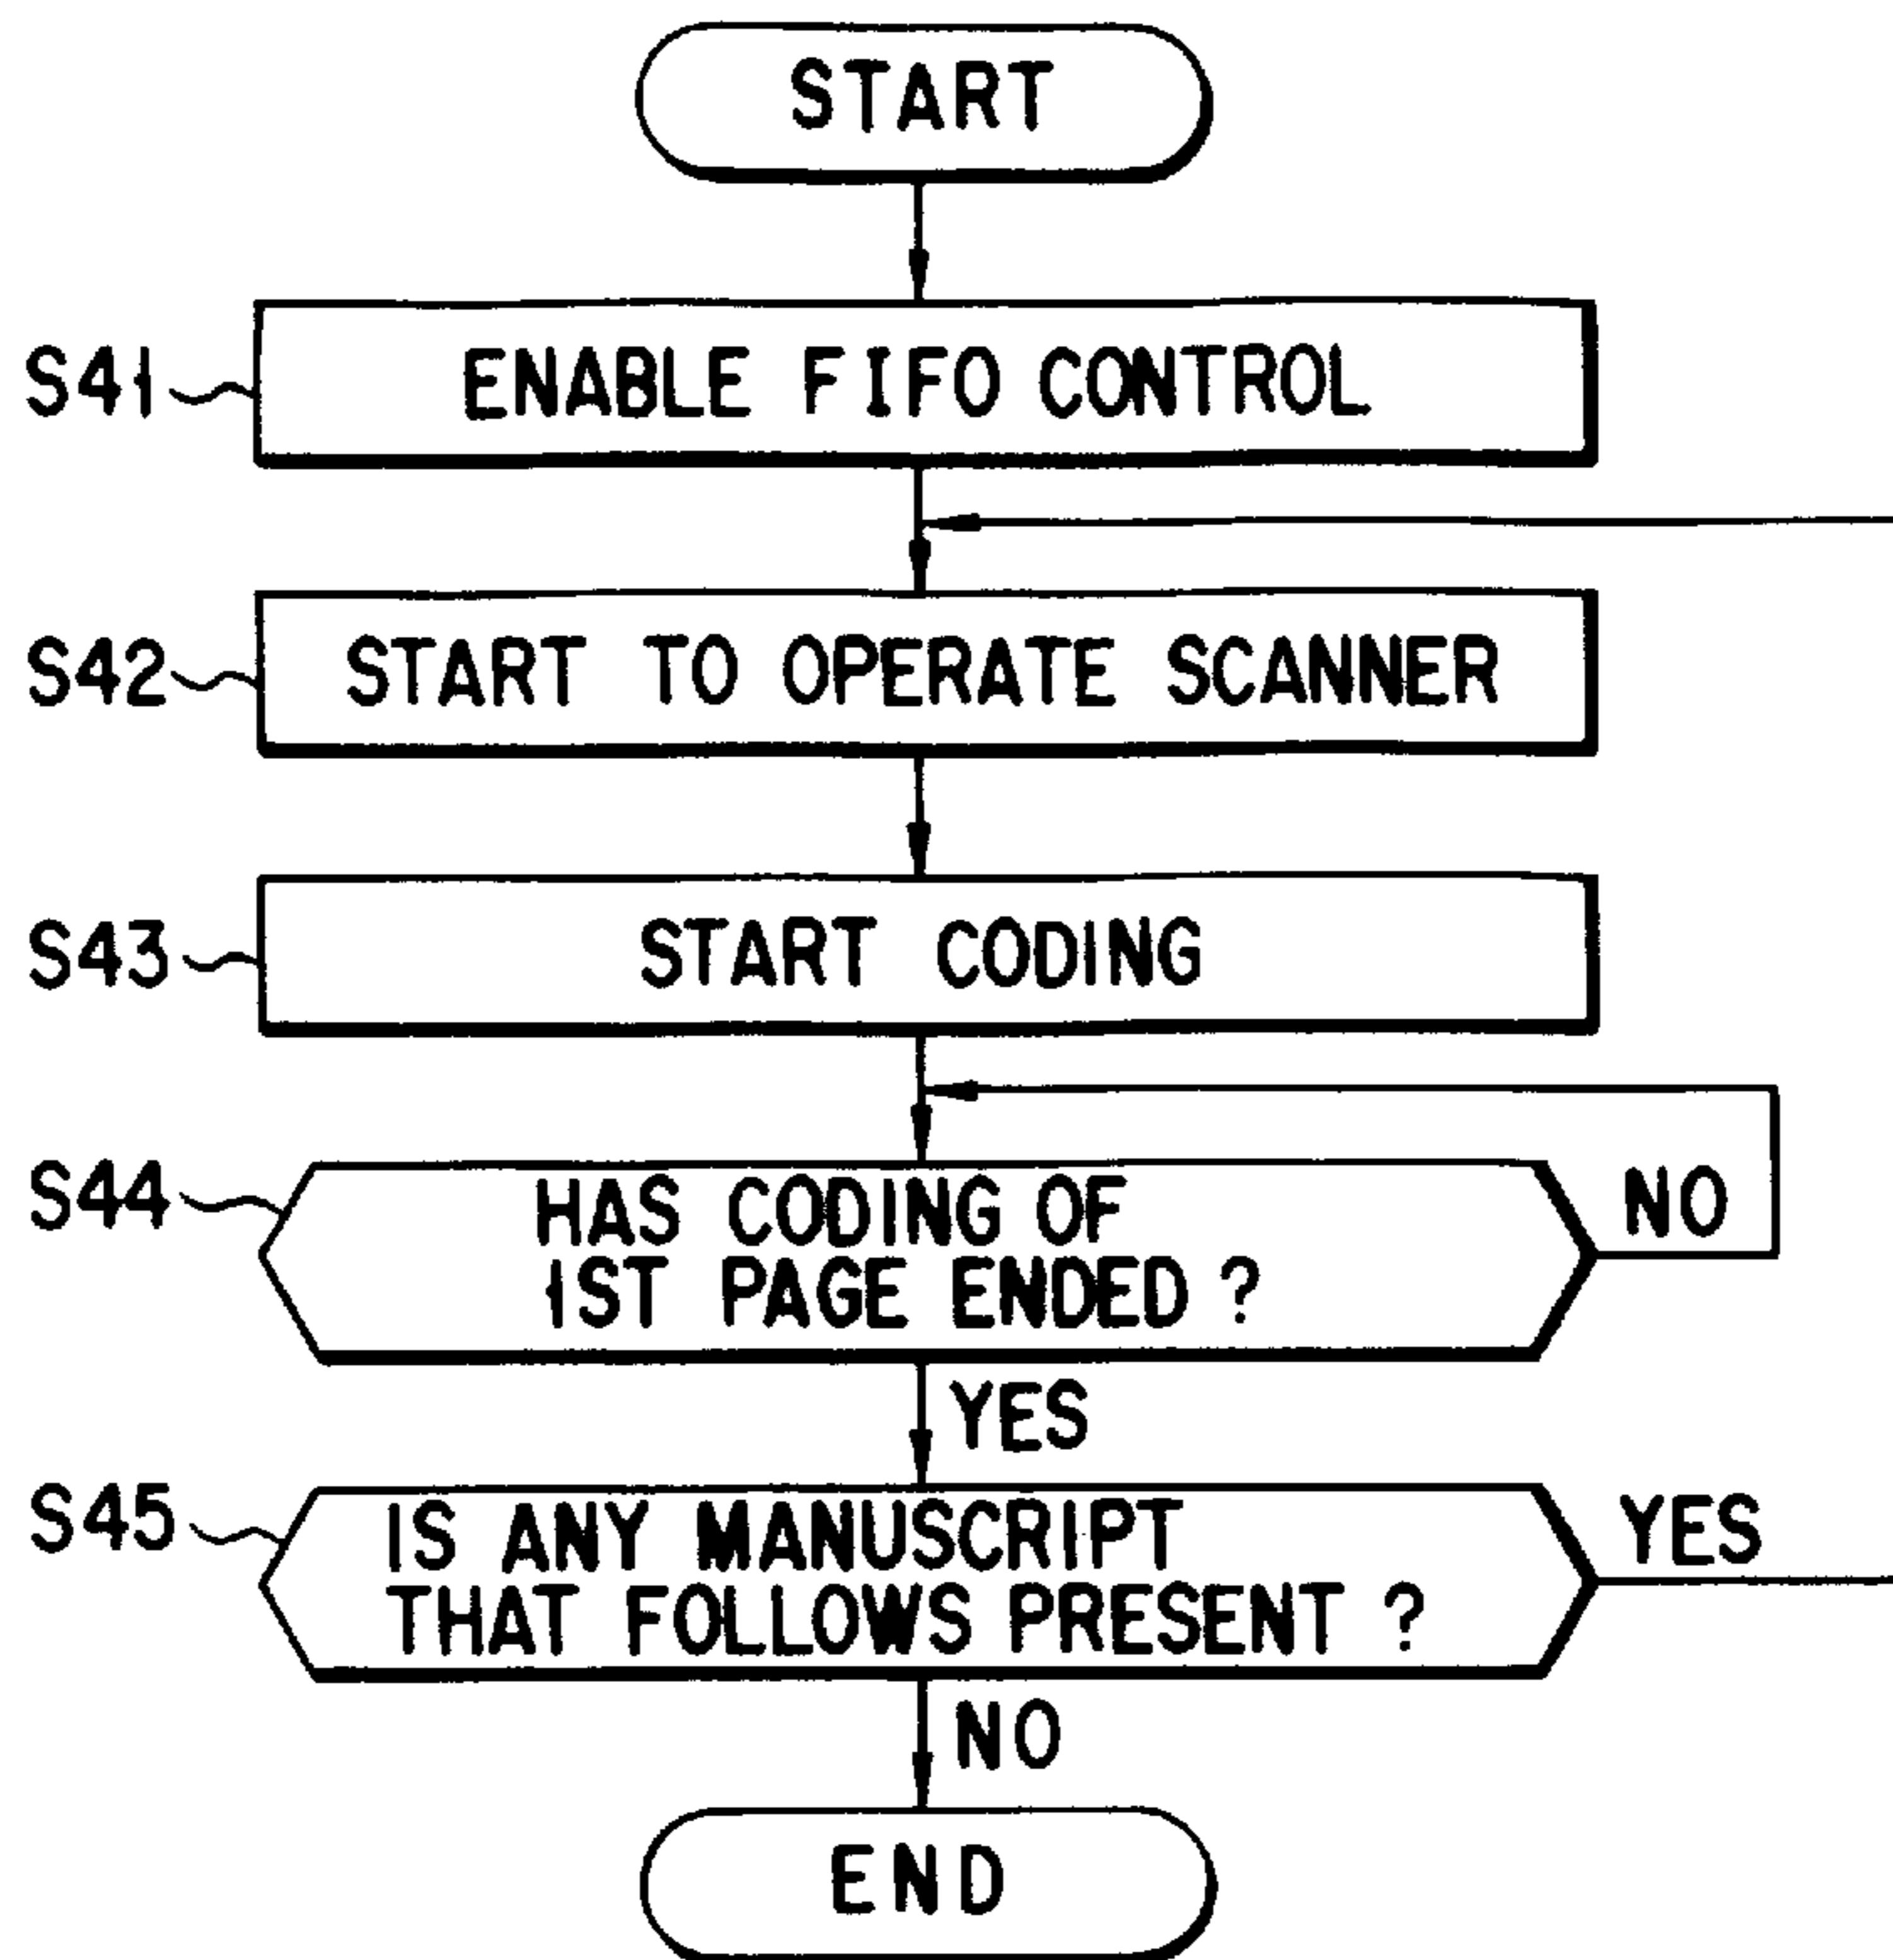 START
S41 ENABLE FIFO CONTROL
S42 START TO OPERATE SCANNER
S43 START CODING
S44 HAS CODING OF
1ST PAGE ENDED ?
NO
YES
S45 IS ANY MANUSCRIPT
THAT FOLLOWS PRESENT ?
YES
NO
END